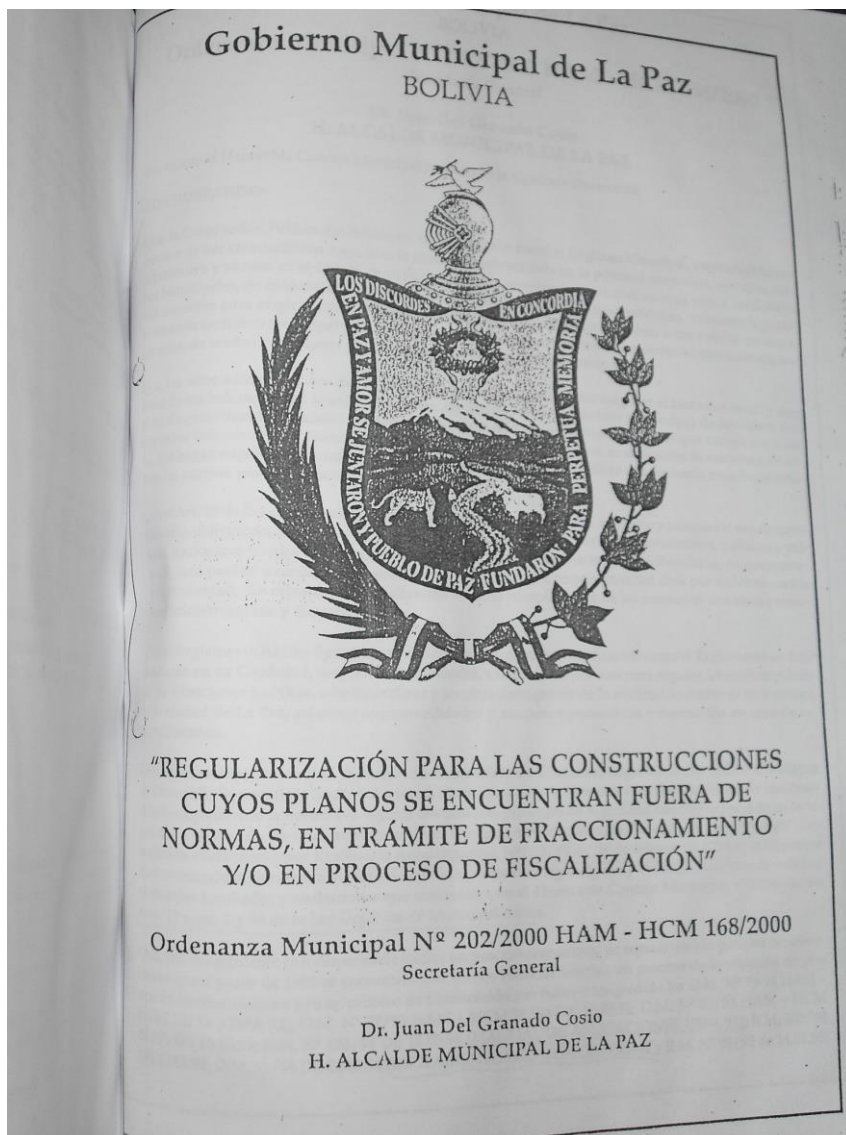 Gobierno Municipal de La Paz
BOLIVIA
LOS DISCORDES EN CONCORDIA
EN PAZ Y AMOR SE JUNTARON Y PUEBLO DE PAZ FUNDARON PARA PERPETUA MEMORIA
"REGULARIZACIÓN PARA LAS CONSTRUCCIONES
CUYOS PLANOS SE ENCUENTRAN FUERA DE
NORMAS, EN TRÁMITE DE FRACCIONAMIENTO
Y/O EN PROCESO DE FISCALIZACIÓN"
Ordenanza Municipal Nº 202/2000 HAM - HCM 168/2000
Secretaría General
Dr. Juan Del Granado Cosio
H. ALCALDE MUNICIPAL DE LA PAZ